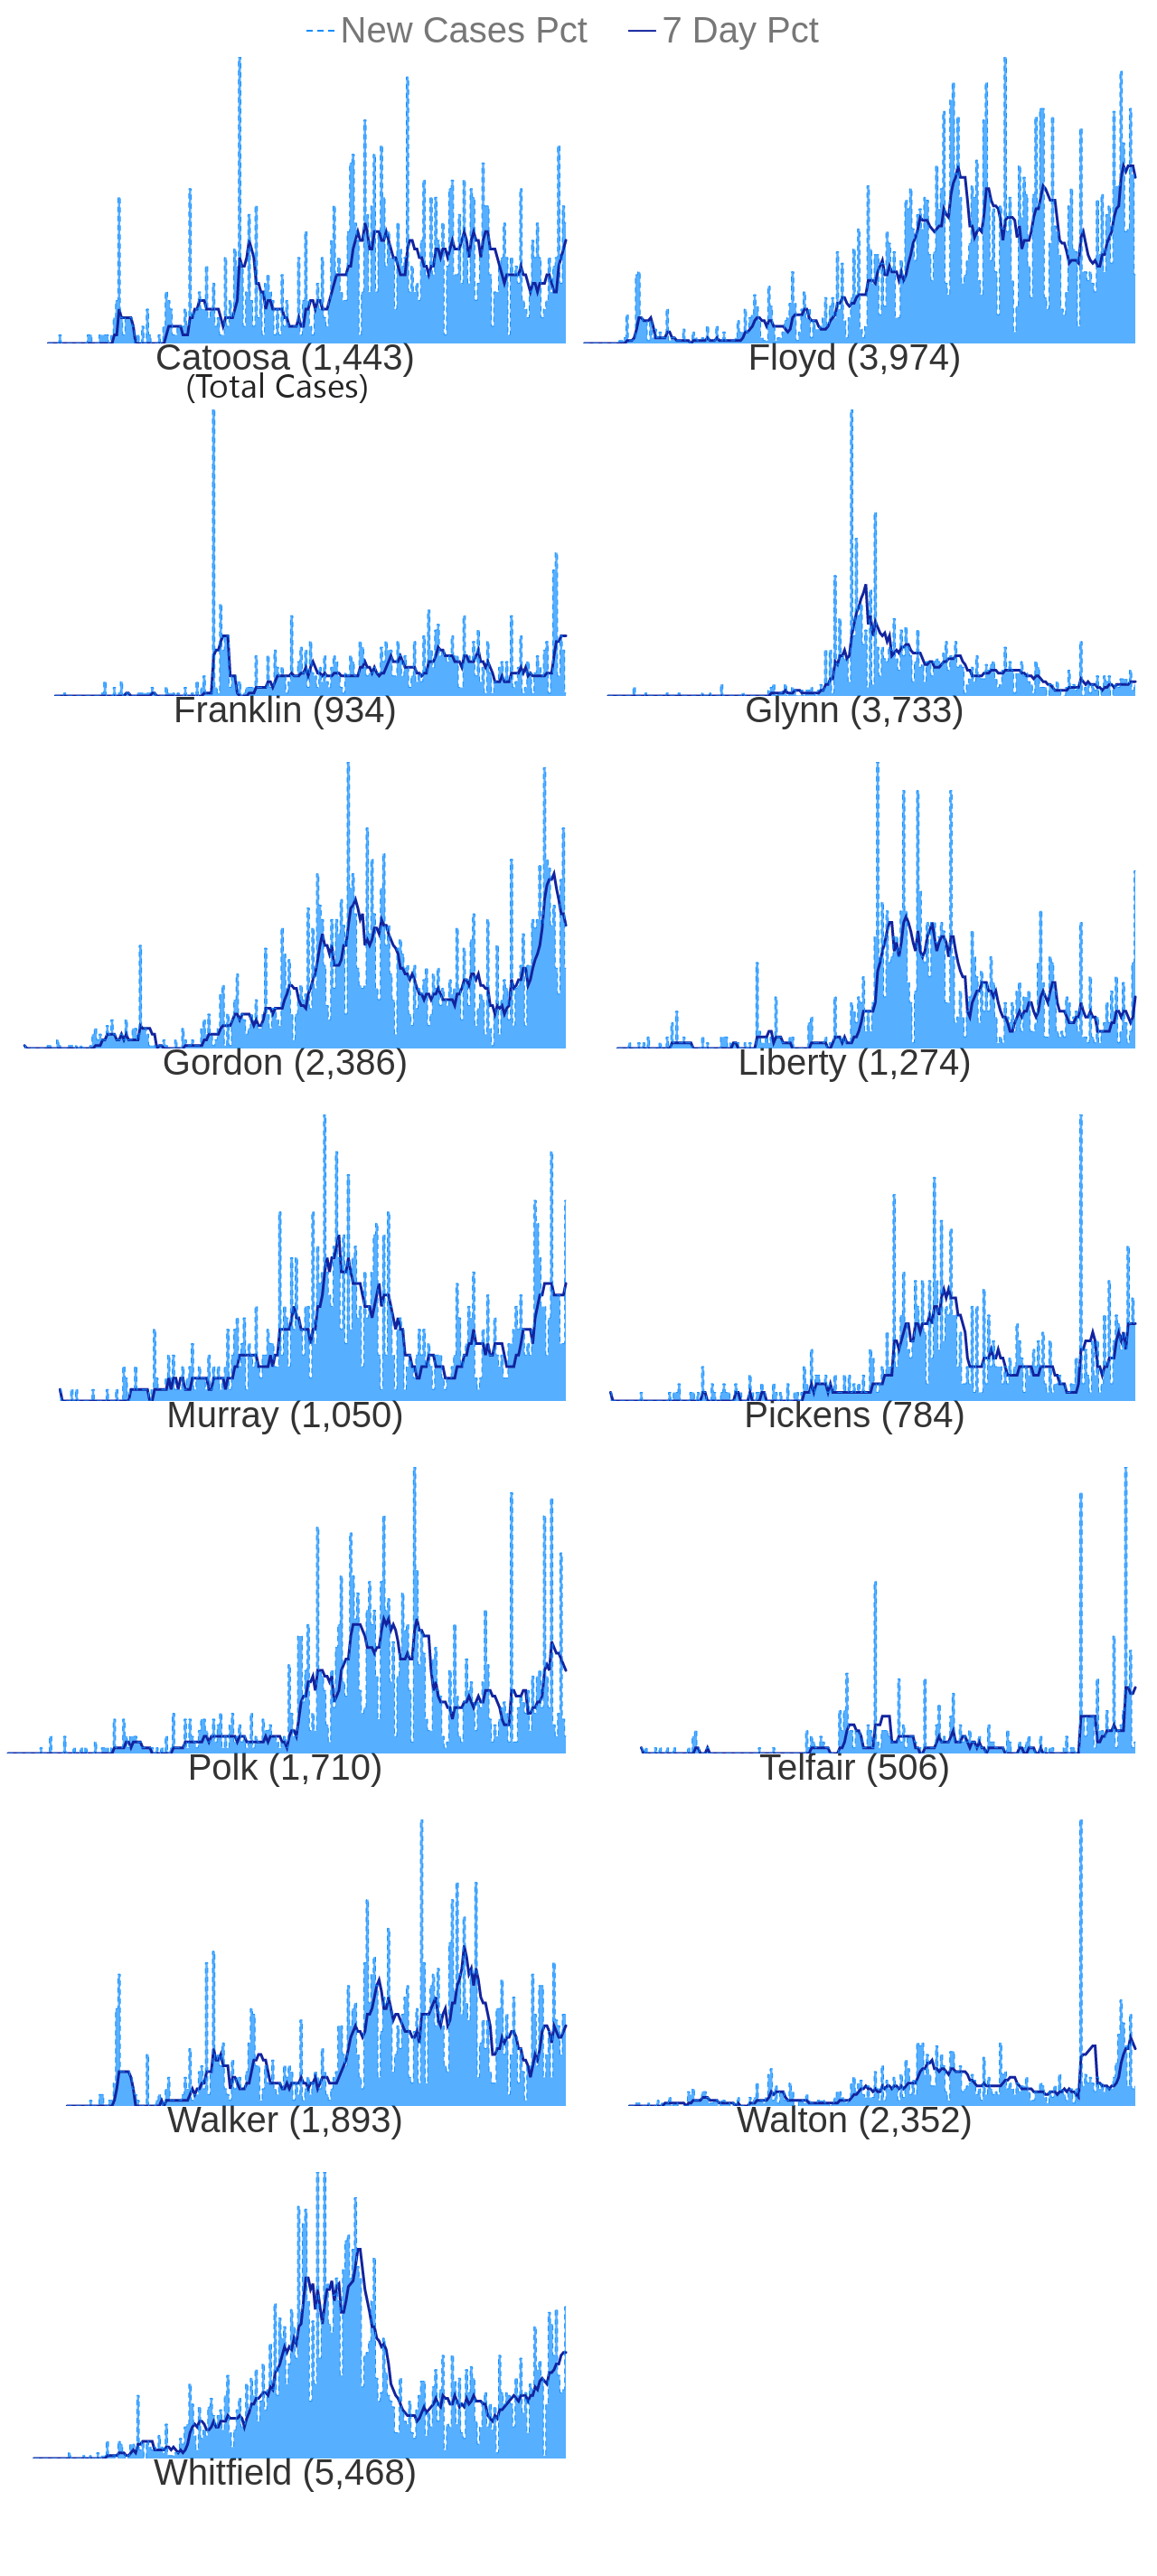 New Cases Pct 7 Day Pct
Catoosa (1,443) Floyd (3,974)
(Total Cases)
Franklin (934) Glynn (3,733)
Gordon (2,386) Liberty (1,274)
Murray (1,050) Pickens (784)
Polk (1,710) Telfair (506)
Walker (1,893) Walton (2,352)
Whitfield (5,468)